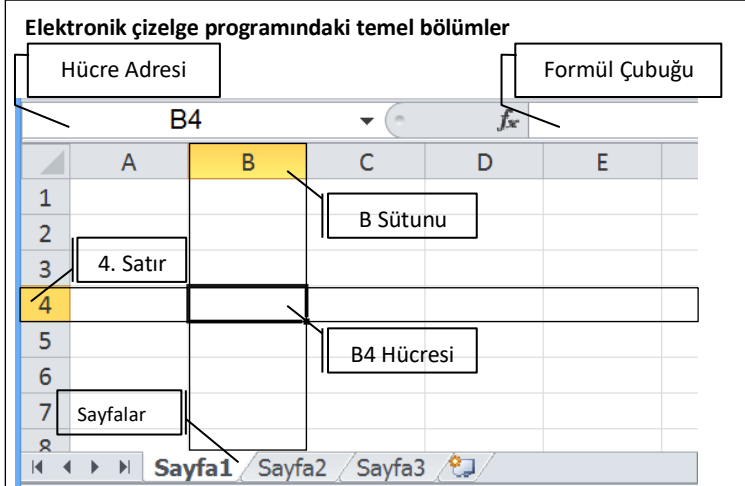 Elektronik çizelge programındaki temel bölümler
Hücre Adresi
Formül Çubuğu
B4
fx
A B C D E
1
B Sütunu
2
4. Satır
3
4
5
B4 Hücresi
6
7
Sayfalar
8
Sayfa1 Sayfa2 Sayfa3